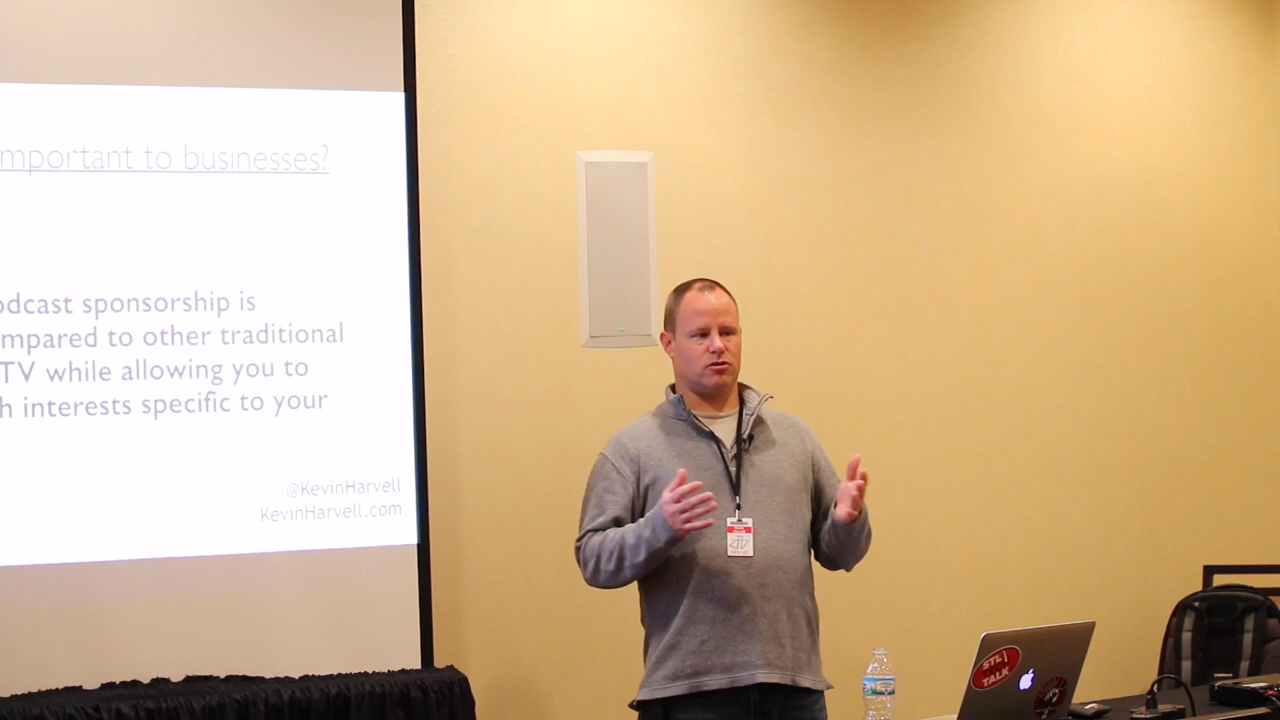 mportant to businesses?
odcast sponsorship is
mpared to other traditional
TV while allowing you to
h interests specific to your
@KevinHarvell
KevinHarvell.com
STL
TALK